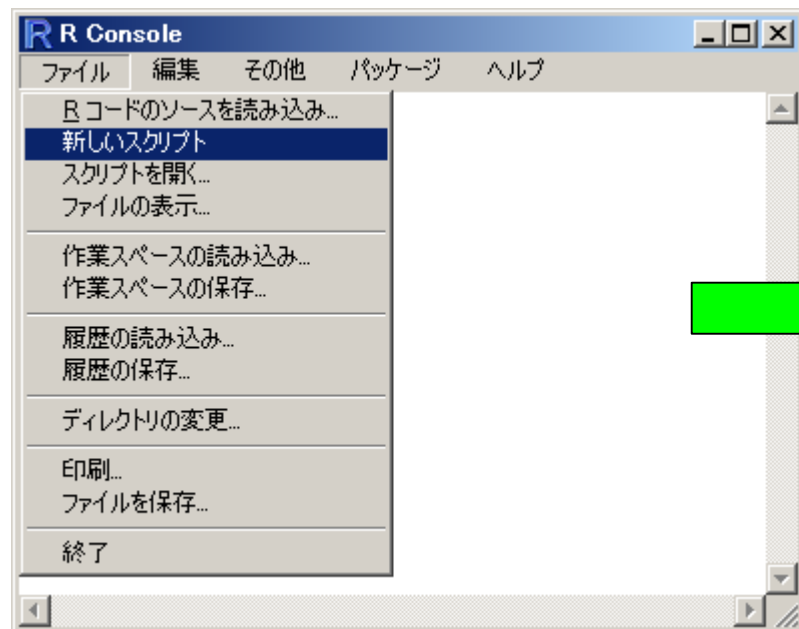 R Console
ファイル 編集 その他 パッケージ ヘルプ
R コードのソースを読み込み...
新しいスクリプト
スクリプトを開く...
ファイルの表示...
作業スペースの読み込み...
作業スペースの保存...
履歴の読み込み...
履歴の保存...
ディレクトリの変更...
印刷...
ファイルを保存...
終了